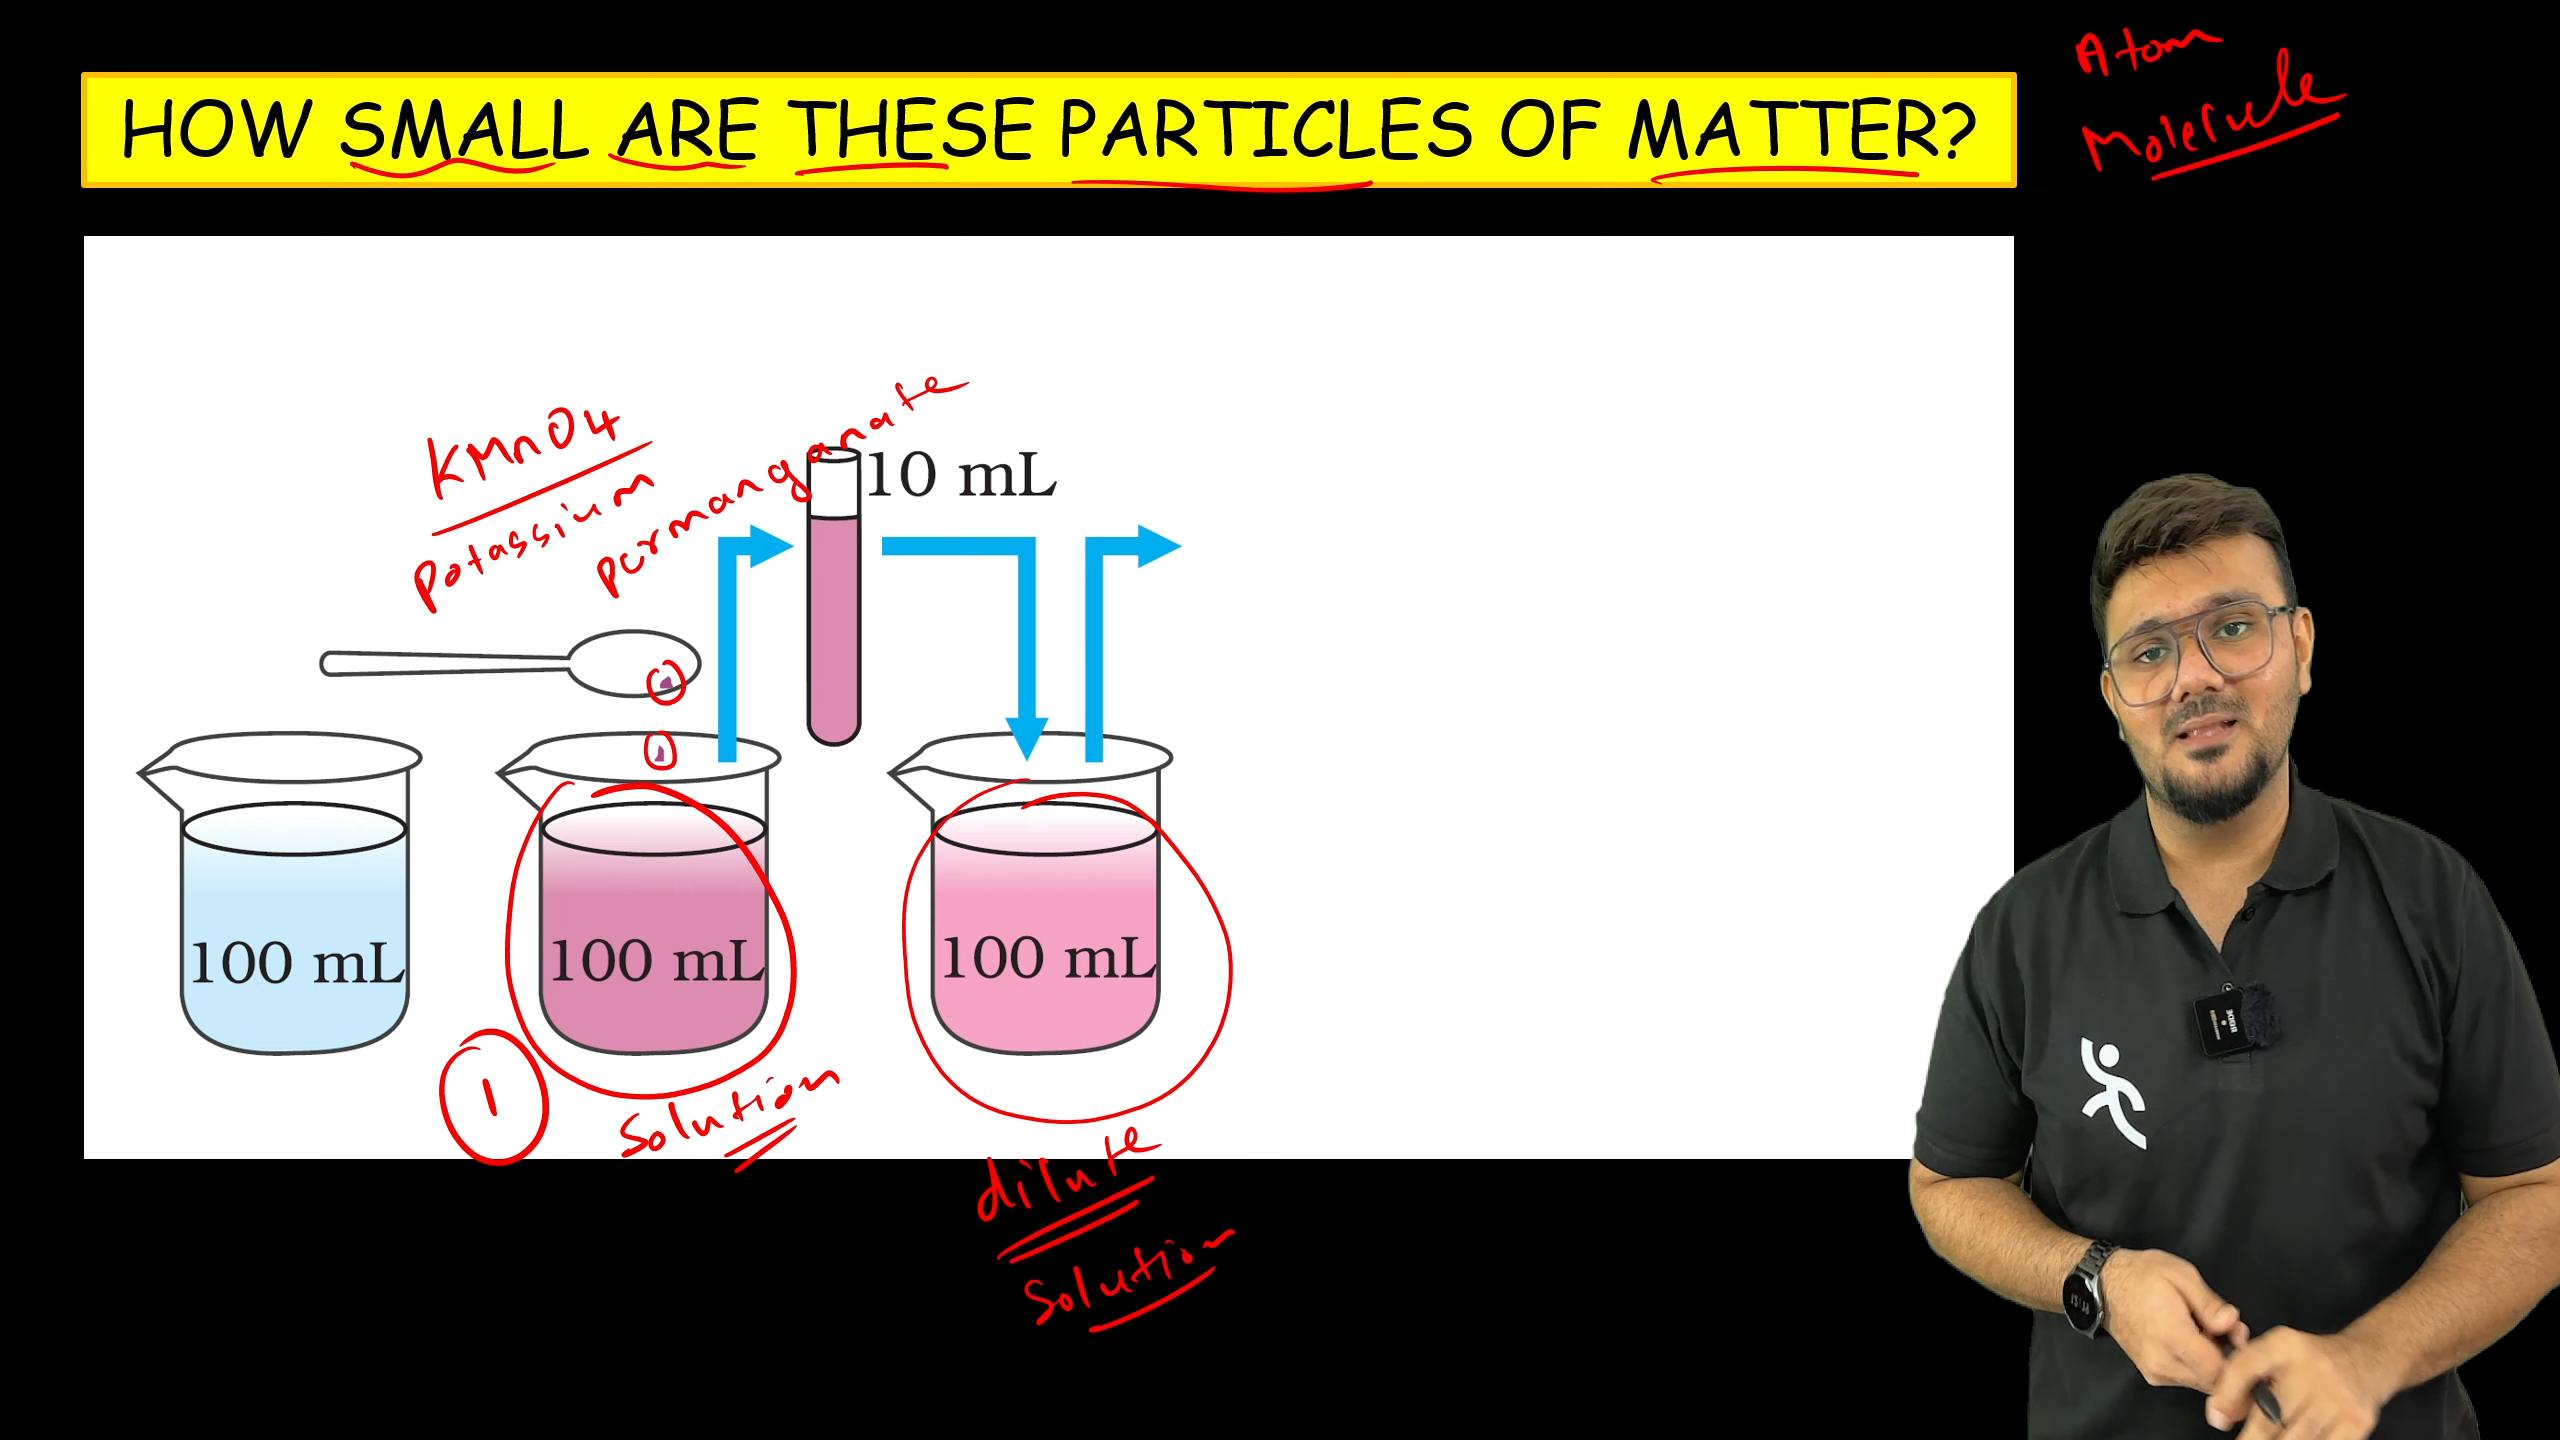 Atom
HOW SMALL ARE THESE PARTICLES OF MATTER?
Molecule
KMnO4
Potassium permanganate
10 mL
100 mL
100 mL
100 mL
1
Solution
dilute
Solution